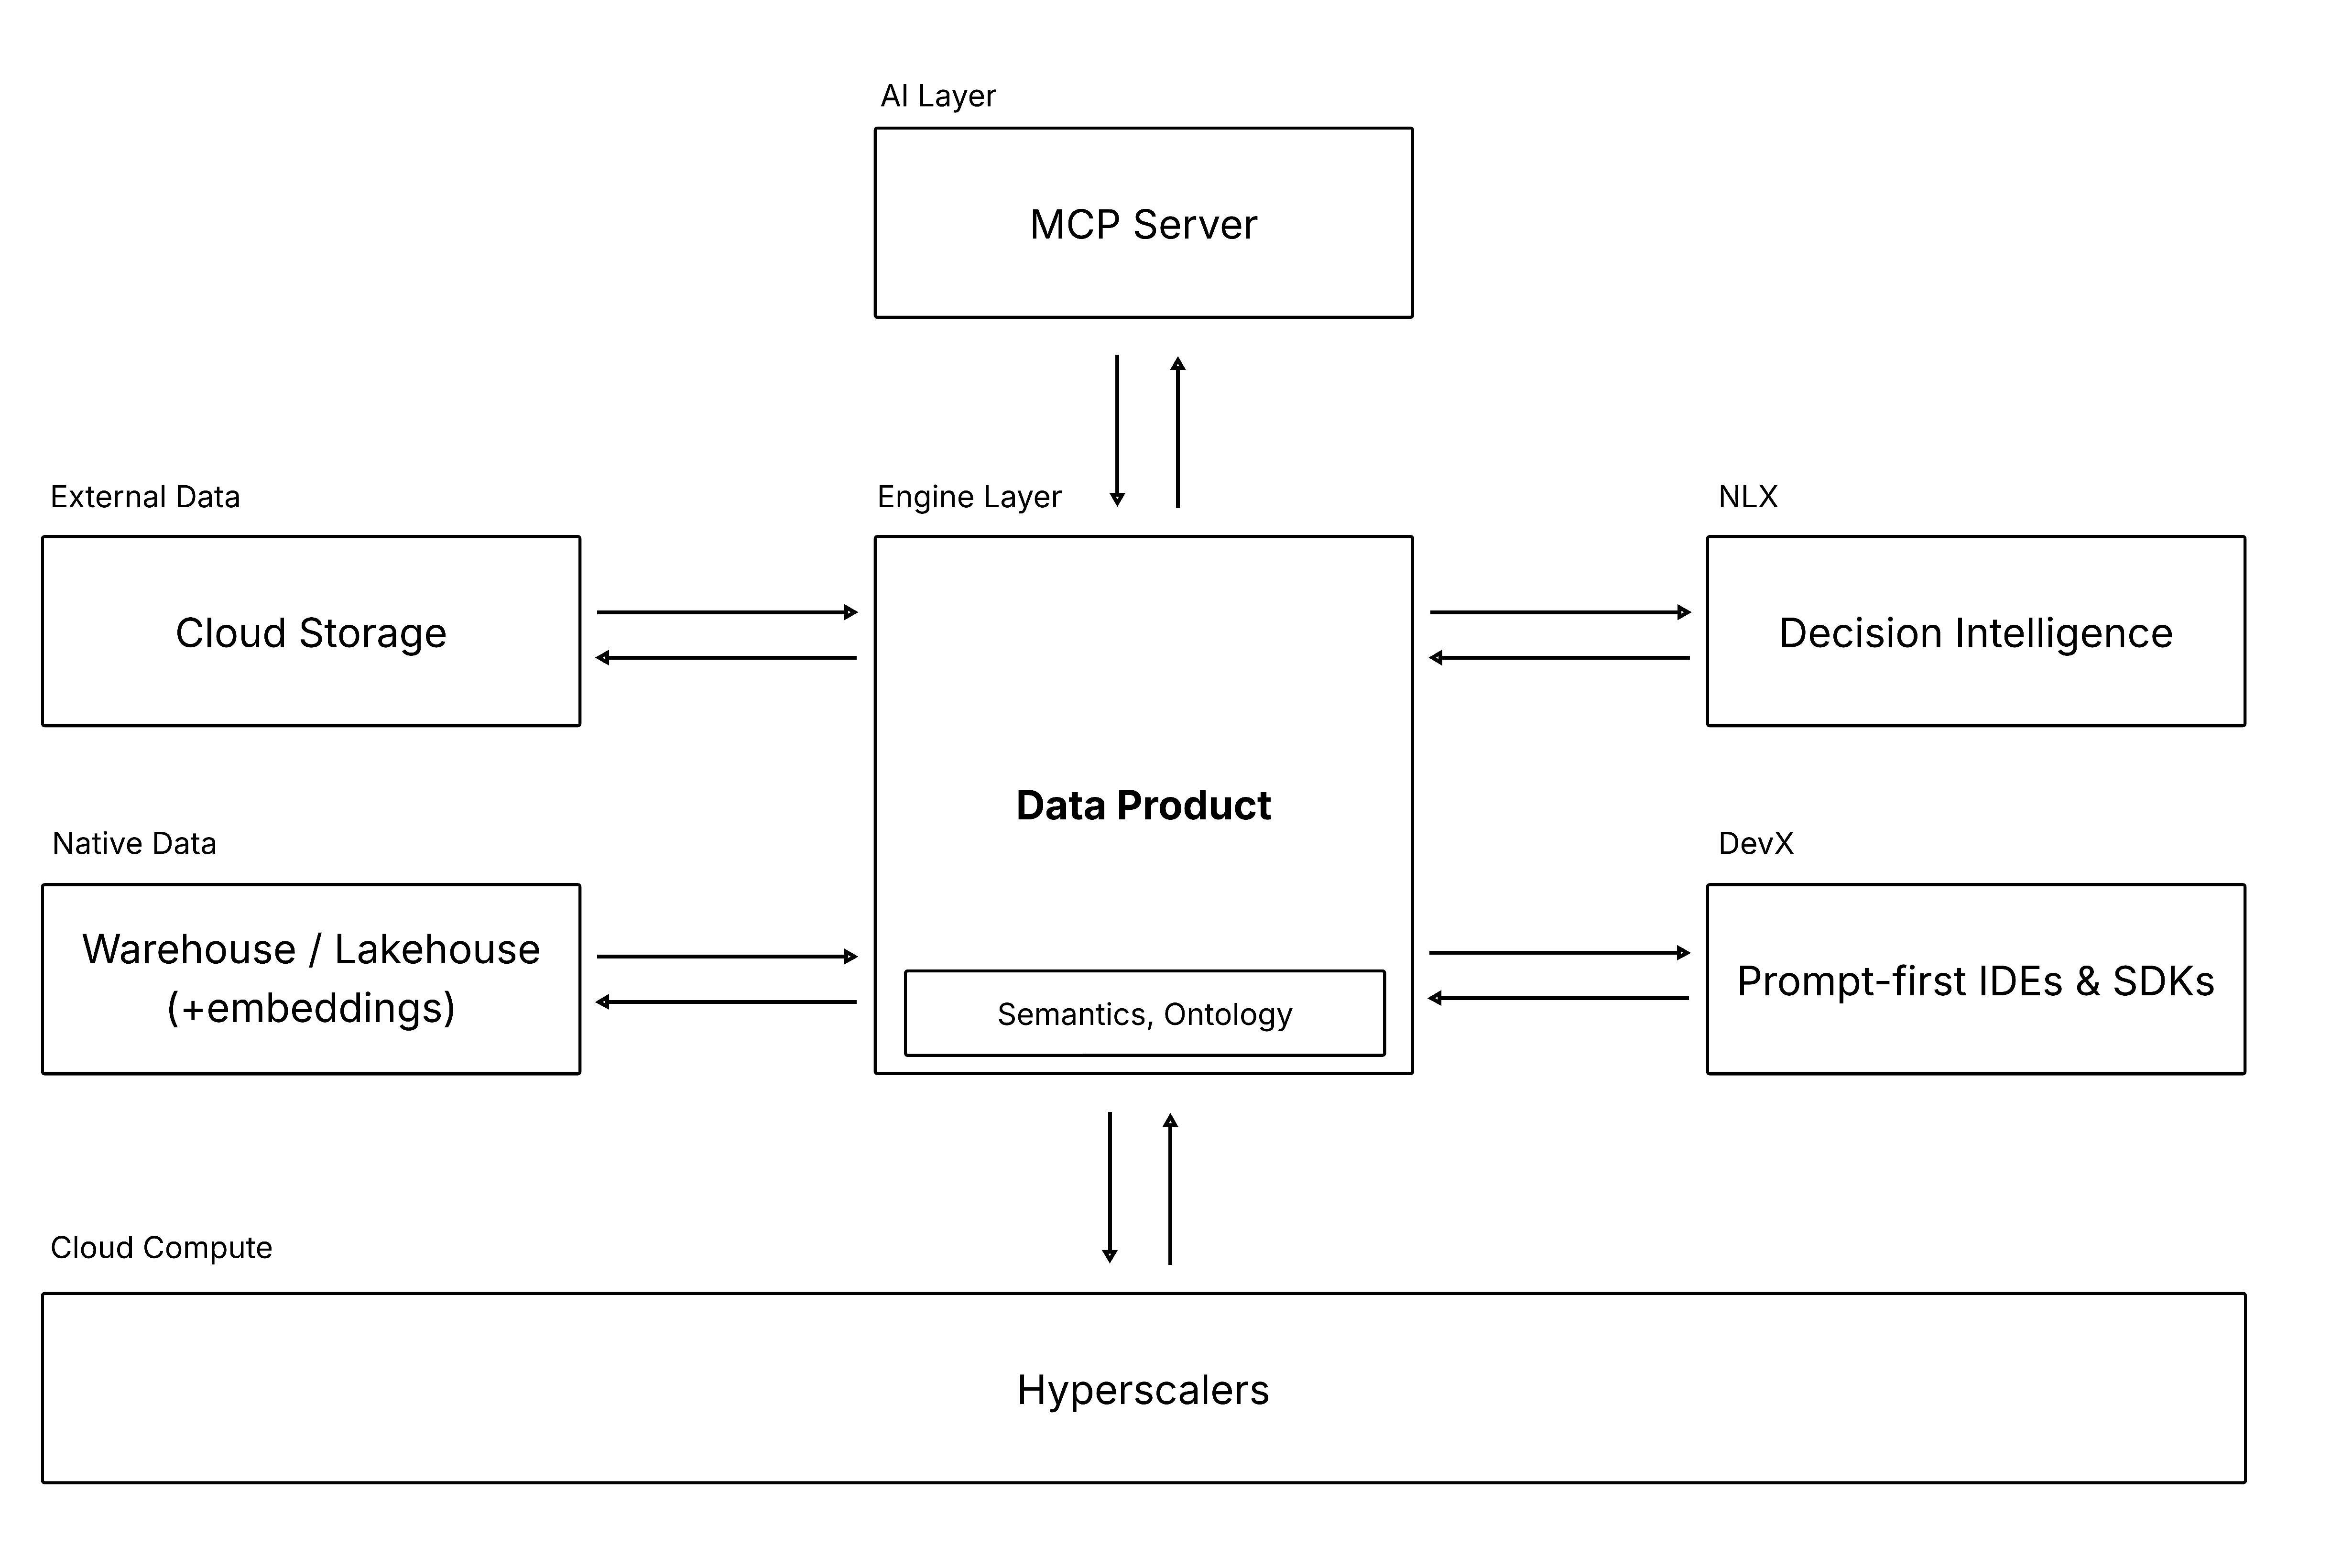 AI Layer
MCP Server
External Data
Engine Layer
NLX
Cloud Storage
Decision Intelligence
Data Product
Native Data
DevX
Warehouse / Lakehouse
(+embeddings)
Prompt-first IDEs & SDKs
Semantics, Ontology
Cloud Compute
Hyperscalers